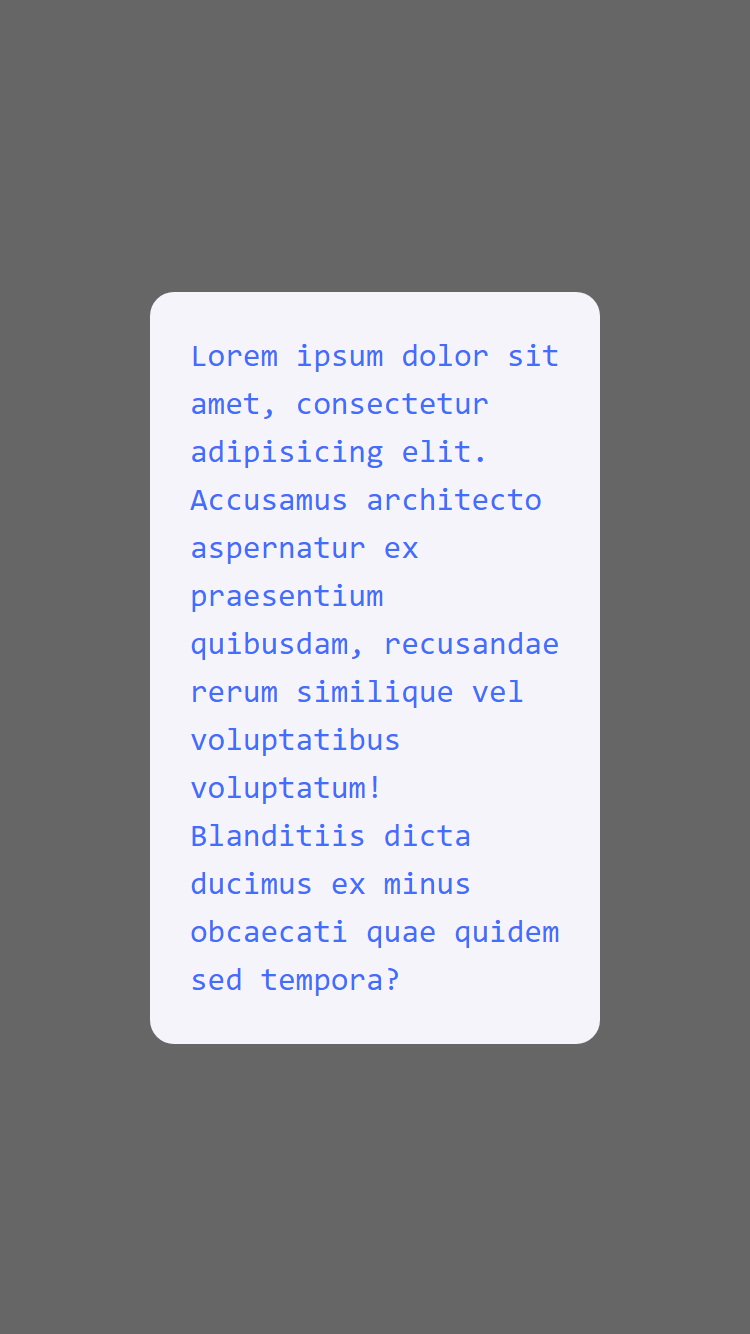 Lorem ipsum dolor sit
amet, consectetur
adipisicing elit.
Accusamus architecto
aspernatur ex
praesentium
quibusdam, recusandae
rerum similique vel
voluptatibus
voluptatum!
Blanditiis dicta
ducimus ex minus
obcaecati quae quidem
sed tempora?